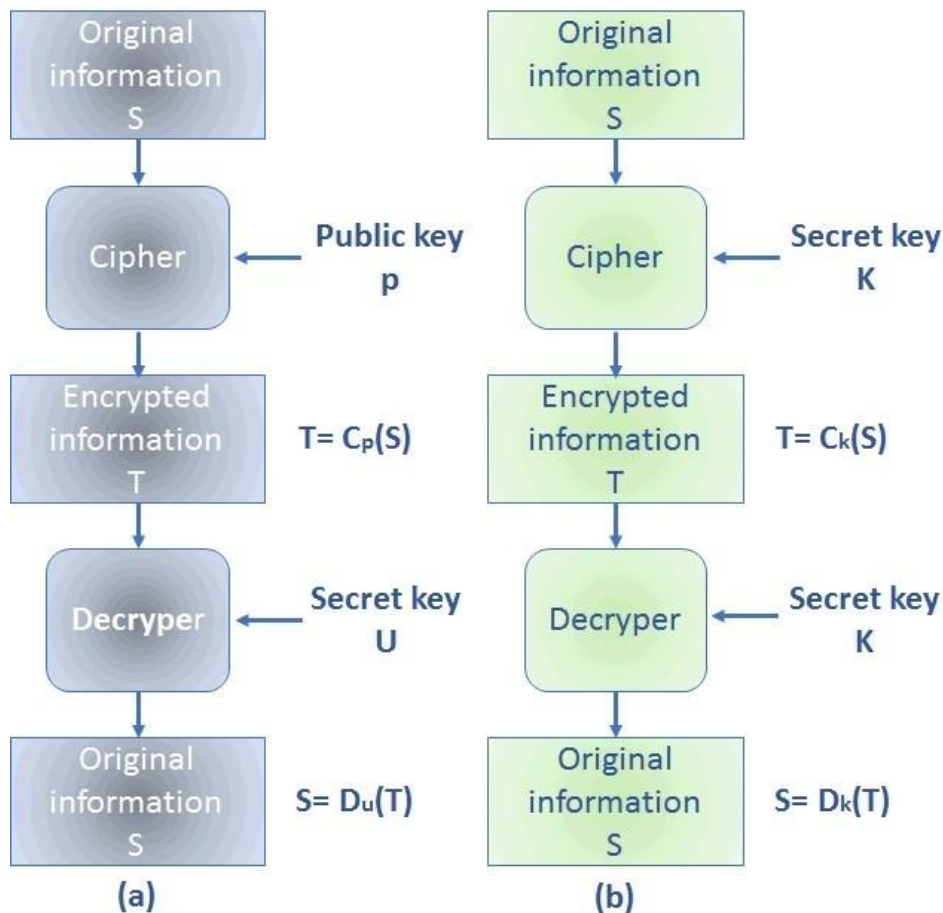 Original
information
S
Cipher
Public key
p
Encrypted
information
T
T= Cₚ(S)
Decryper
Secret key
U
Original
information
S
S= Dᵤ(T)
(a)
Original
information
S
Cipher
Secret key
K
Encrypted
information
T
T= Cₖ(S)
Decryper
Secret key
K
Original
information
S
S= Dₖ(T)
(b)